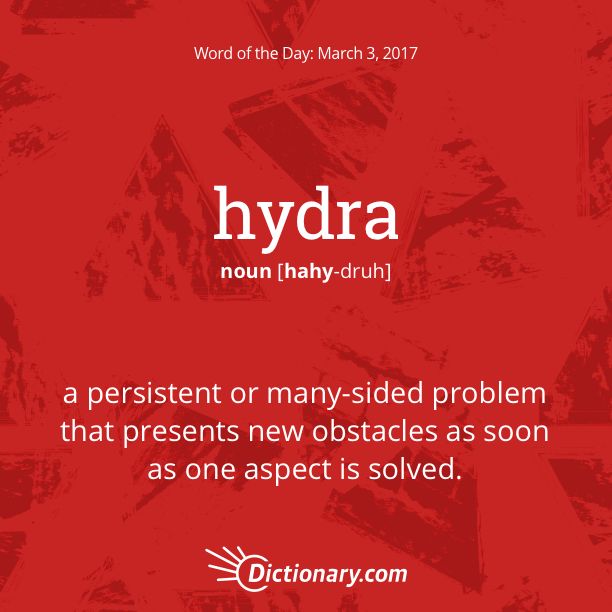 Word of the Day: March 3, 2017
hydra
noun [hahy-druh]
a persistent or many-sided problem
that presents new obstacles as soon
as one aspect is solved.
Dictionary.com